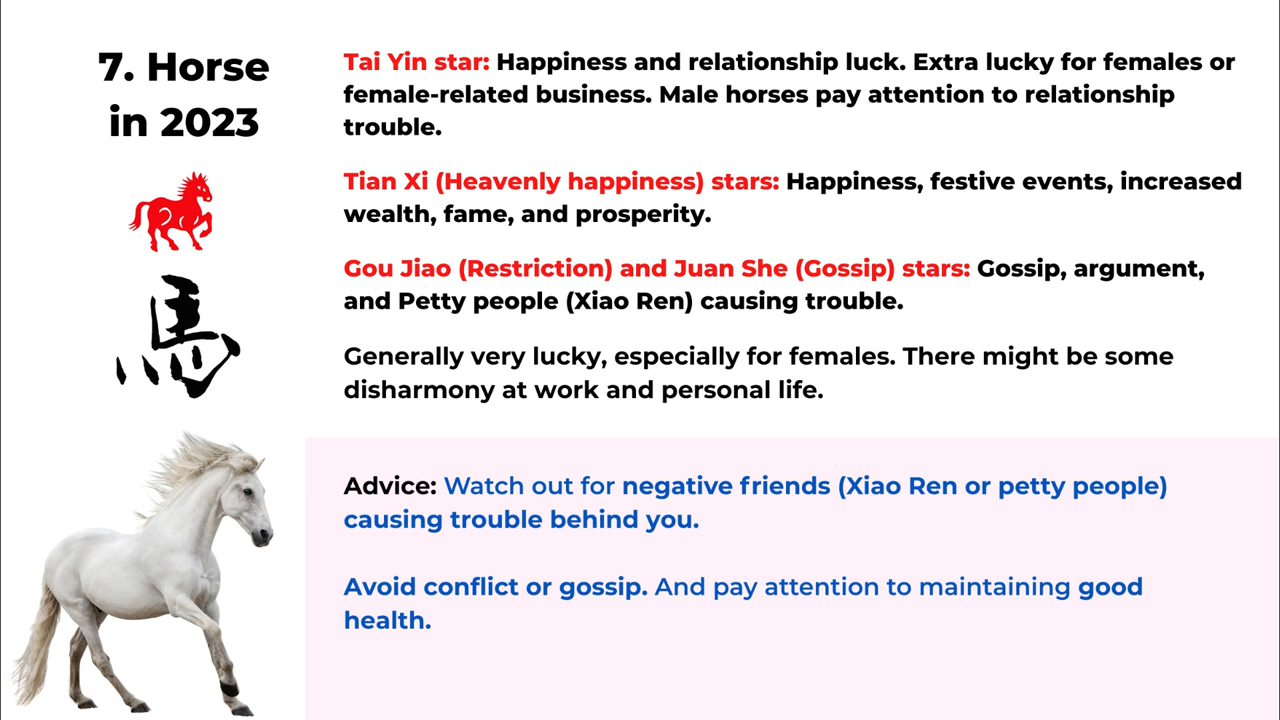 7. Horse
in 2023
馬
Tai Yin star: Happiness and relationship luck. Extra lucky for females or
female-related business. Male horses pay attention to relationship
trouble.
Tian Xi (Heavenly happiness) stars: Happiness, festive events, increased
wealth, fame, and prosperity.
Gou Jiao (Restriction) and Juan She (Gossip) stars: Gossip, argument,
and Petty people (Xiao Ren) causing trouble.
Generally very lucky, especially for females. There might be some
disharmony at work and personal life.
Advice: Watch out for negative friends (Xiao Ren or petty people)
causing trouble behind you.
Avoid conflict or gossip. And pay attention to maintaining good
health.